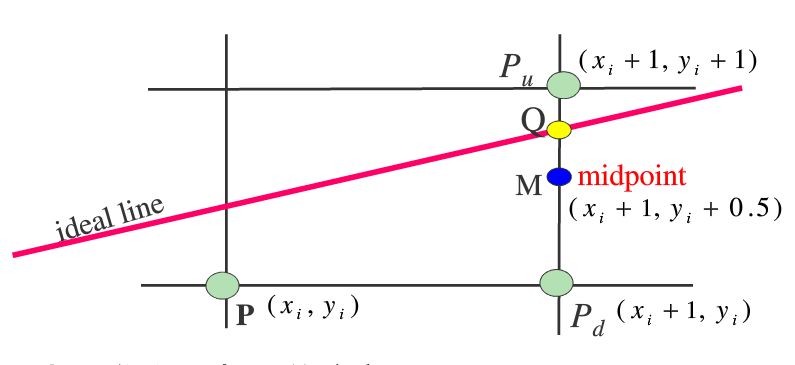 P_u (x_i + 1, y_i + 1)
Q
M midpoint
(x_i + 1, y_i + 0.5)
ideal line
P (x_i, y_i)
P_d (x_i + 1, y_i)